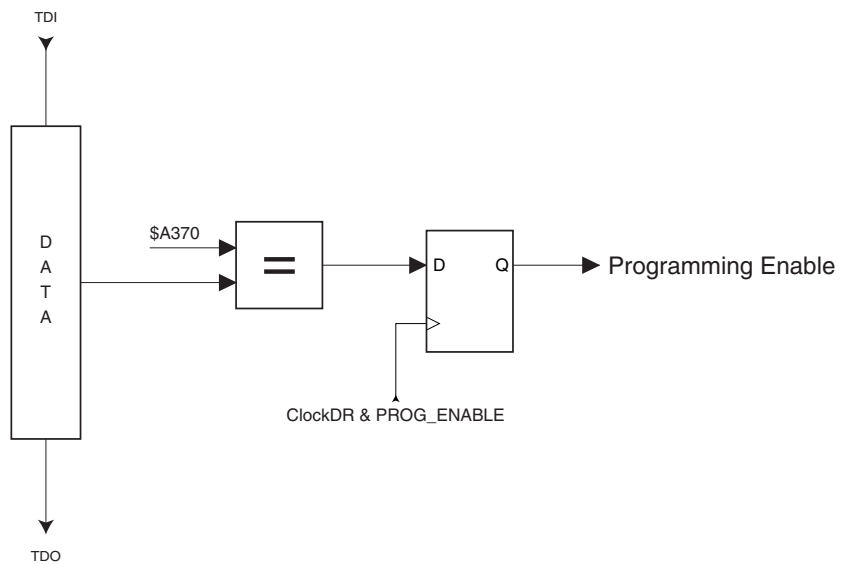 TDI
D
A
T
A
$A370
=
D
Q
Programming Enable
ClockDR & PROG_ENABLE
TDO